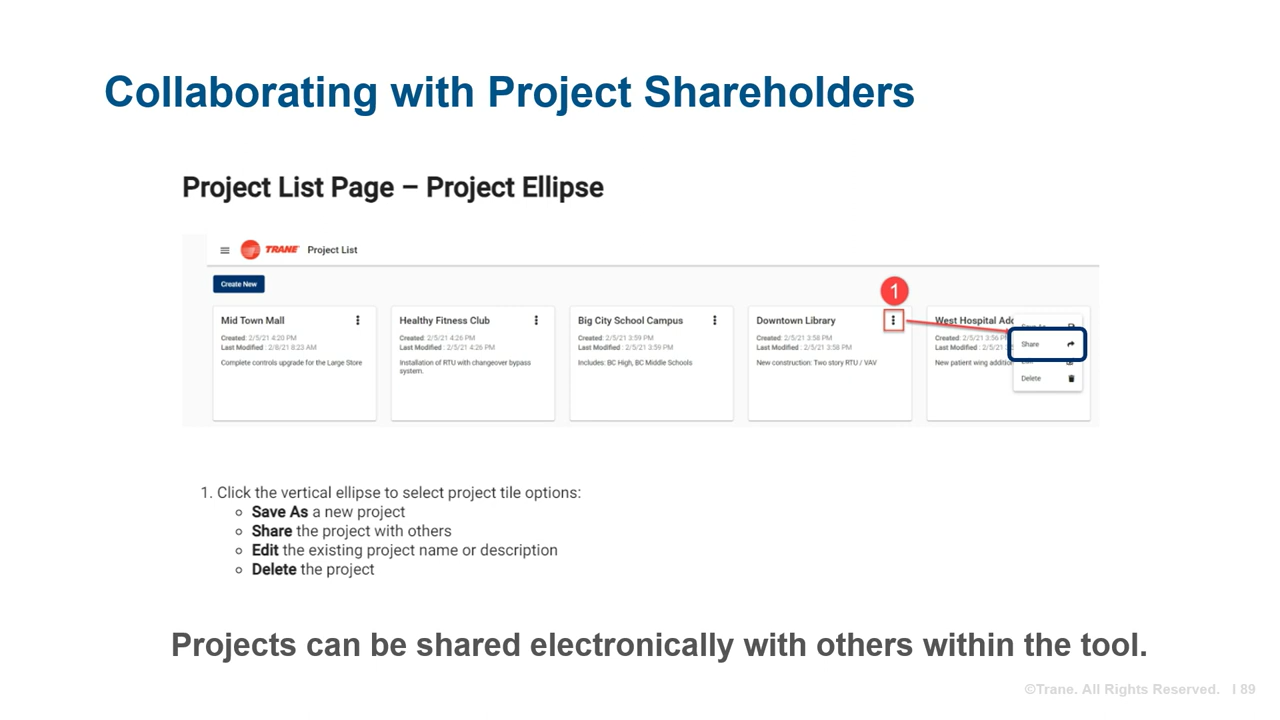 Collaborating with Project Shareholders
Project List Page – Project Ellipse
TRANE Project List
Create New
1
Mid Town Mall
Created: 2/5/21 4:20 PM
Last Modified : 2/8/21 8:23 AM
Complete controls upgrade for the Large Store
Healthy Fitness Club
Created: 2/5/21 4:26 PM
Last Modified : 2/5/21 4:26 PM
Installation of RTU with changeover bypass
system.
Big City School Campus
Created: 2/5/21 3:59 PM
Last Modified : 2/5/21 3:59 PM
Includes: BC High, BC Middle Schools
Downtown Library
Created: 2/5/21 3:58 PM
Last Modified : 2/5/21 3:58 PM
New construction: Two story RTU / VAV
West Hospital Add
Created: 2/5/21 3:56 P
Last Modified : 2/5/21 3:
New patient wing additi
Share
Delete
1. Click the vertical ellipse to select project tile options:
Save As a new project
Share the project with others
Edit the existing project name or description
Delete the project
Projects can be shared electronically with others within the tool.
©Trane. All Rights Reserved. I 89